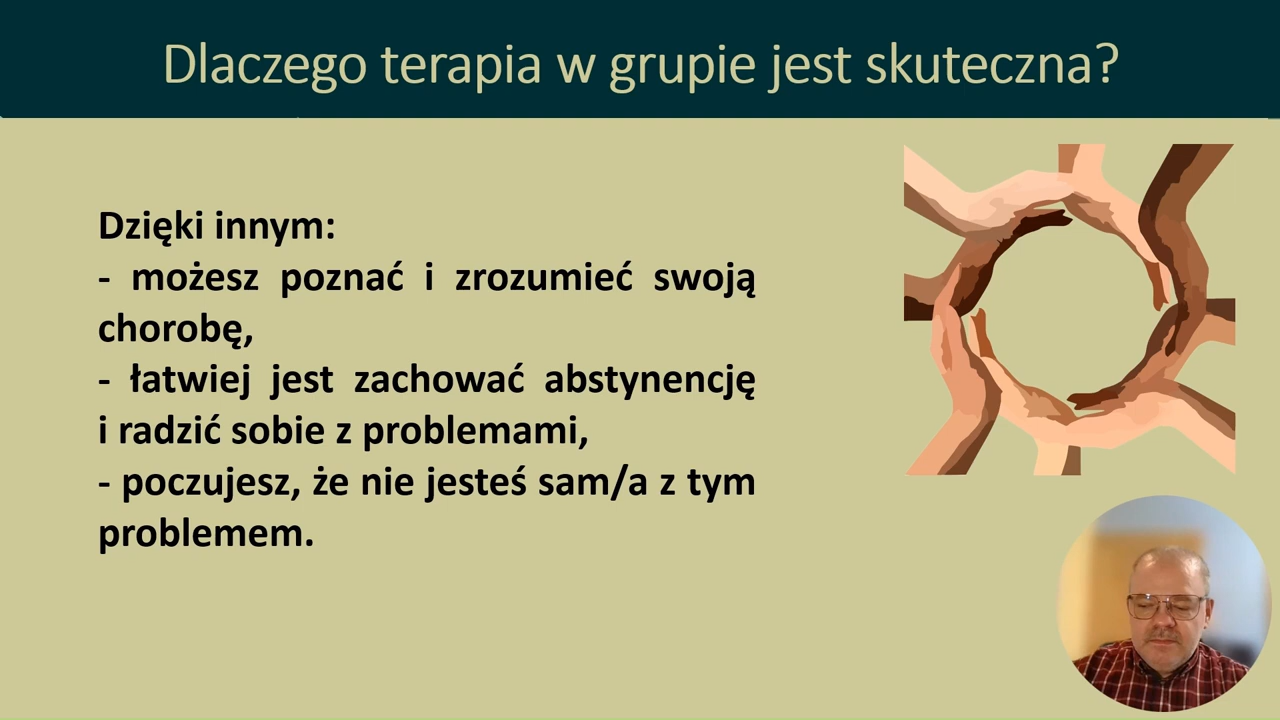 Dlaczego terapia w grupie jest skuteczna?
Dzięki innym:
- możesz poznać i zrozumieć swoją
chorobę,
- łatwiej jest zachować abstynencję
i radzić sobie z problemami,
- poczujesz, że nie jesteś sam/a z tym
problemem.